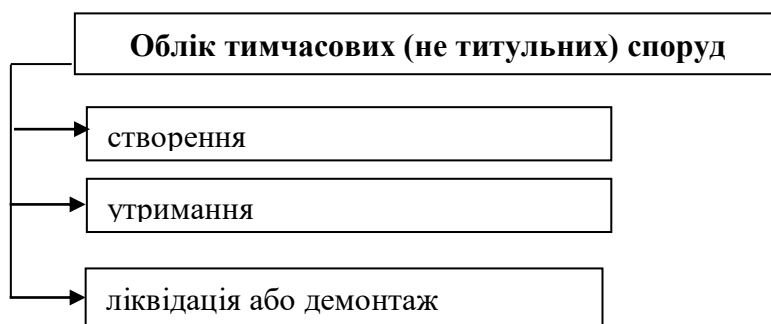 Облік тимчасових (не титульних) споруд
створення
утримання
ліквідація або демонтаж